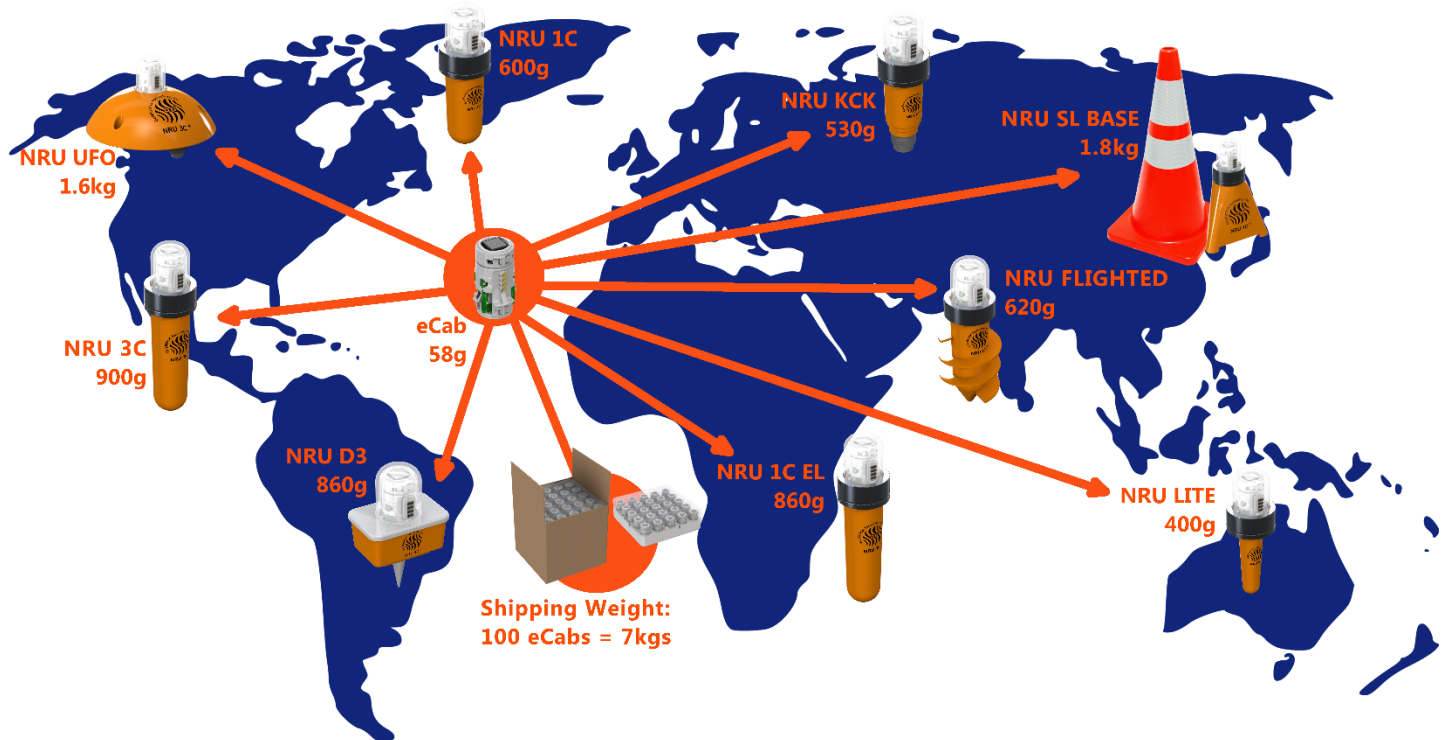 NRU 1C
600g
NRU KCK
530g
NRU SL BASE
1.8kg
NRU UFO
1.6kg
NRU 3C
NRU FLIGHTED
620g
eCab
58g
NRU 3C
900g
NRU D3
860g
NRU 1C EL
860g
NRU LITE
400g
Shipping Weight:
100 eCabs = 7kgs